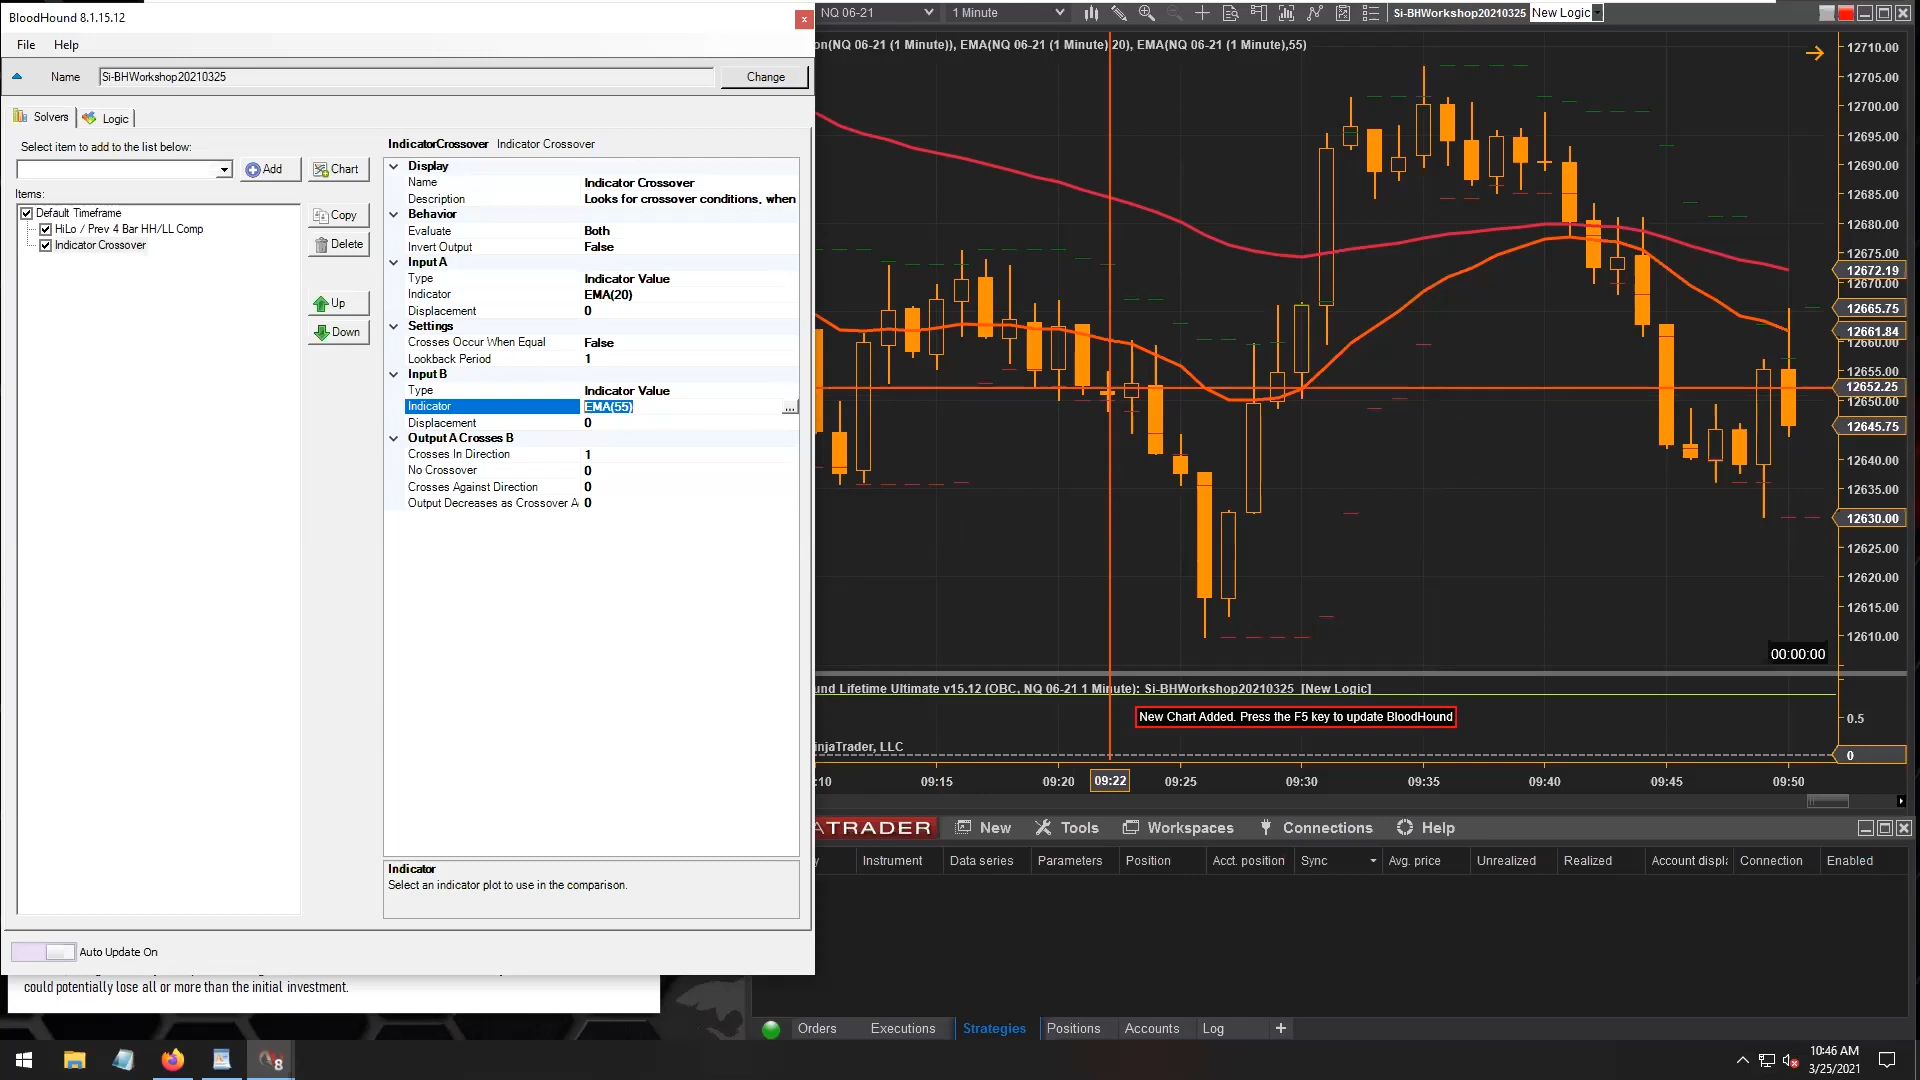 BloodHound 8.1.15.12
File Help
Name Si-BHWorkshop20210325 Change
Solvers Logic
Select item to add to the list below:
Add Chart
Items:
Default Timeframe
HiLo / Prev 4 Bar HH/LL Comp
Indicator Crossover
Copy
Delete
Up
Down
IndicatorCrossover Indicator Crossover
Display
Name Indicator Crossover
Description Looks for crossover conditions, when
Behavior
Evaluate Both
Invert Output False
Input A
Type Indicator Value
Indicator EMA(20)
Displacement 0
Settings
Crosses Occur When Equal False
Lookback Period 1
Input B
Type Indicator Value
Indicator EMA(55) ...
Displacement 0
Output A Crosses B
Crosses In Direction 1
No Crossover 0
Crosses Against Direction 0
Output Decreases as Crossover A 0
Indicator
Select an indicator plot to use in the comparison.
Auto Update On
could potentially lose all or more than the initial investment.
NQ 06-21 1 Minute Si-BHWorkshop20210325 New Logic
on(NQ 06-21 (1 Minute)), EMA(NQ 06-21 (1 Minute),20), EMA(NQ 06-21 (1 Minute),55)
12710.00
12705.00
12700.00
12695.00
12690.00
12685.00
12680.00
12675.00
12672.19
12670.00
12665.75
12661.84
12660.00
12655.00
12652.25
12650.00
12645.75
12640.00
12635.00
12630.00
12625.00
12620.00
12615.00
12610.00
00:00:00
und Lifetime Ultimate v15.12 (OBC, NQ 06-21 1 Minute): Si-BHWorkshop20210325 [New Logic]
New Chart Added. Press the F5 key to update BloodHound
0.5
injaTrader, LLC
0
:10 09:15 09:20 09:22 09:25 09:30 09:35 09:40 09:45 09:50
ATRADER New Tools Workspaces Connections Help
y Instrument Data series Parameters Position Acct. position Sync Avg. price Unrealized Realized Account displ Connection Enabled
Orders Executions Strategies Positions Accounts Log +
8
10:46 AM
3/25/2021